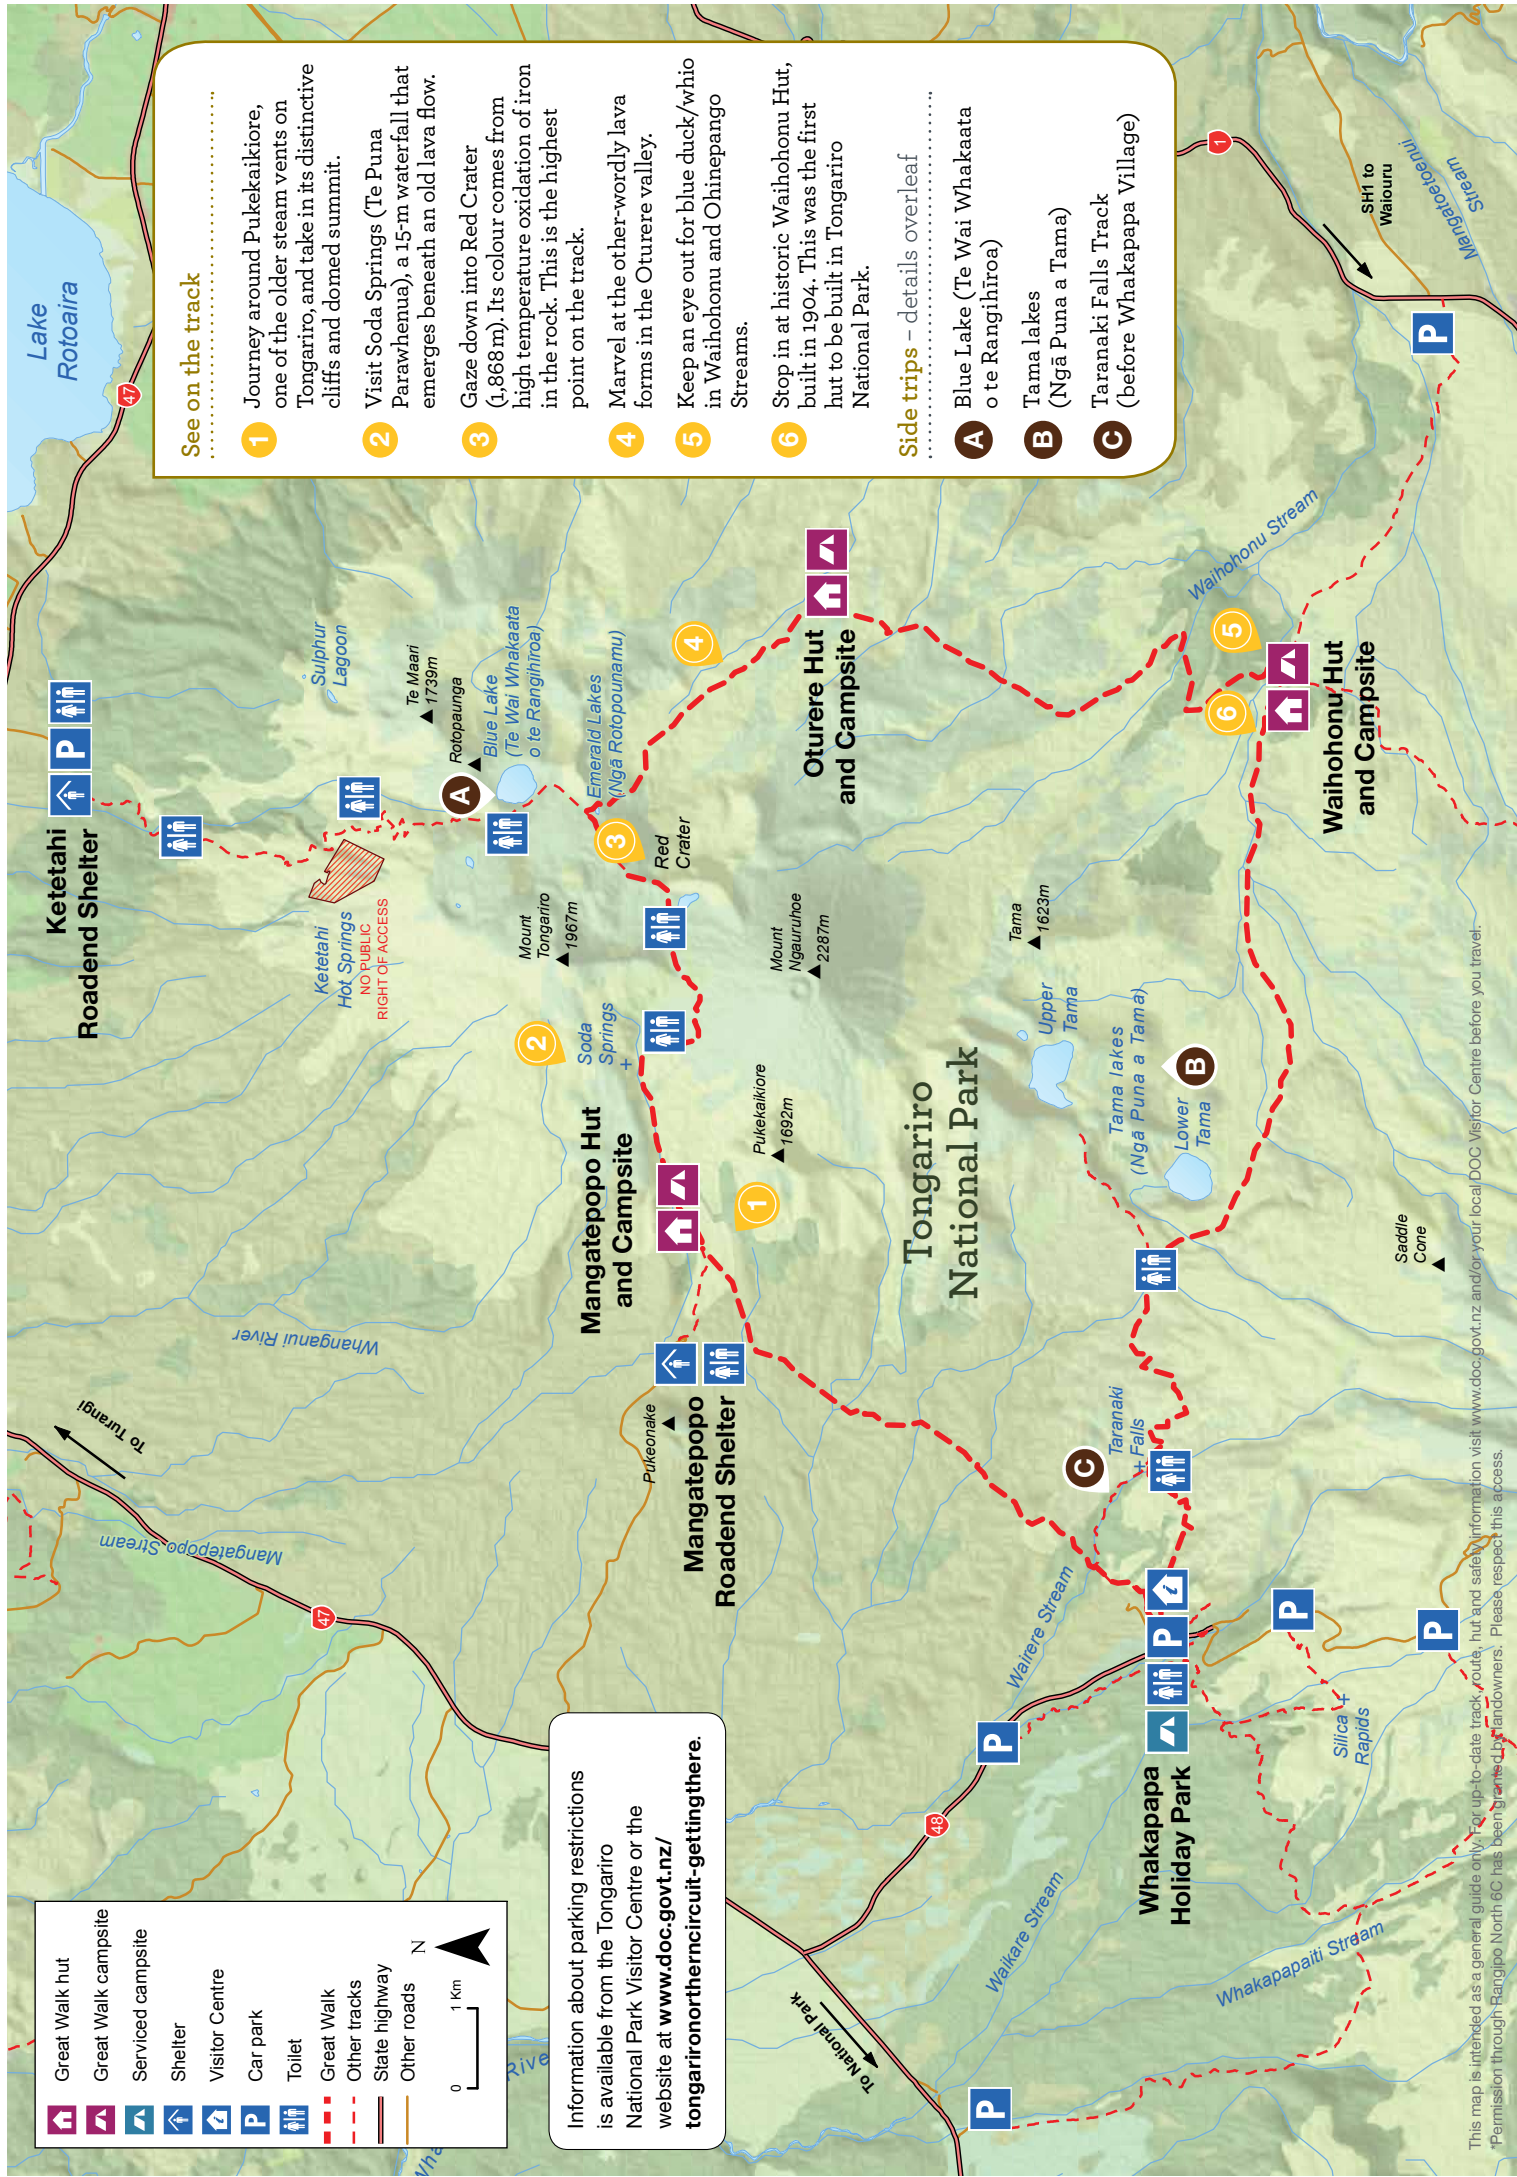 See on the track
1
Journey around Pukekaikiore,
one of the older steam vents on
Tongariro, and take in its distinctive
cliffs and domed summit.
2
Visit Soda Springs (Te Puna
Parawhenua), a 15-m waterfall that
emerges beneath an old lava flow.
3
Gaze down into Red Crater
(1,868m). Its colour comes from
high temperature oxidation of iron
in the rock. This is the highest
point on the track.
4
Marvel at the other-wordly lava
forms in the Oturere valley.
5
Keep an eye out for blue duck/whio
in Waihohonu and Ohinepango
Streams.
6
Stop in at historic Waihohonu Hut,
built in 1904. This was the first
hut to be built in Tongariro
National Park.
Side trips – details overleaf
A
Blue Lake (Te Wai Whakaata
o te Rangihīroa)
B
Tama lakes
(Ngā Puna a Tama)
C
Taranaki Falls Track
(before Whakapapa Village)
Great Walk hut
Great Walk campsite
Serviced campsite
Shelter
Visitor Centre
P
Car park
Toilet
Great Walk
Other tracks
State highway
Other roads
N
0
1 Km
Information about parking restrictions
is available from the Tongariro
National Park Visitor Centre or the
website at www.doc.govt.nz/
tongarironortherncircuit-gettingthere.
Lake
Rotoaira
47
Ketetahi
Roadend Shelter
P
Sulphur
Lagoon
Te Maari
1739m
Rotopaunga
Blue Lake
(Te Wai Whakaata
o te Rangihīroa)
A
Ketetahi
Hot Springs
NO PUBLIC
RIGHT OF ACCESS
Emerald Lakes
(Ngā Rotopounamu)
3
4
Red
Crater
Mount
Tongariro
1967m
2
Soda
Springs
Mount
Ngauruhoe
2287m
Oturere Hut
and Campsite
Mangatepopo Hut
and Campsite
Pukekaikiore
1692m
1
Tongariro
National Park
Whanganui River
To Turangi
Mangatepopo Stream
47
Pukeonake
Mangatepopo
Roadend Shelter
Tama
1623m
Upper
Tama
Tama lakes
(Ngā Puna a Tama)
B
Lower
Tama
Waihohonu Stream
5
6
Waihohonu Hut
and Campsite
SH1 to
Waiouru
1
Mangatoetoenui
Stream
P
Saddle
Cone
Taranaki
Falls
C
Wairere Stream
P
P
P
P
Whakapapa
Holiday Park
Silica
Rapids
48
Waikare Stream
Whakapapaiti Stream
To National Park
P
This map is intended as a general guide only. For up-to-date track, route, hut and safety information visit www.doc.govt.nz and/or your local DOC Visitor Centre before you travel.
*Permission through Rangipo North 6C has been granted by landowners. Please respect this access.